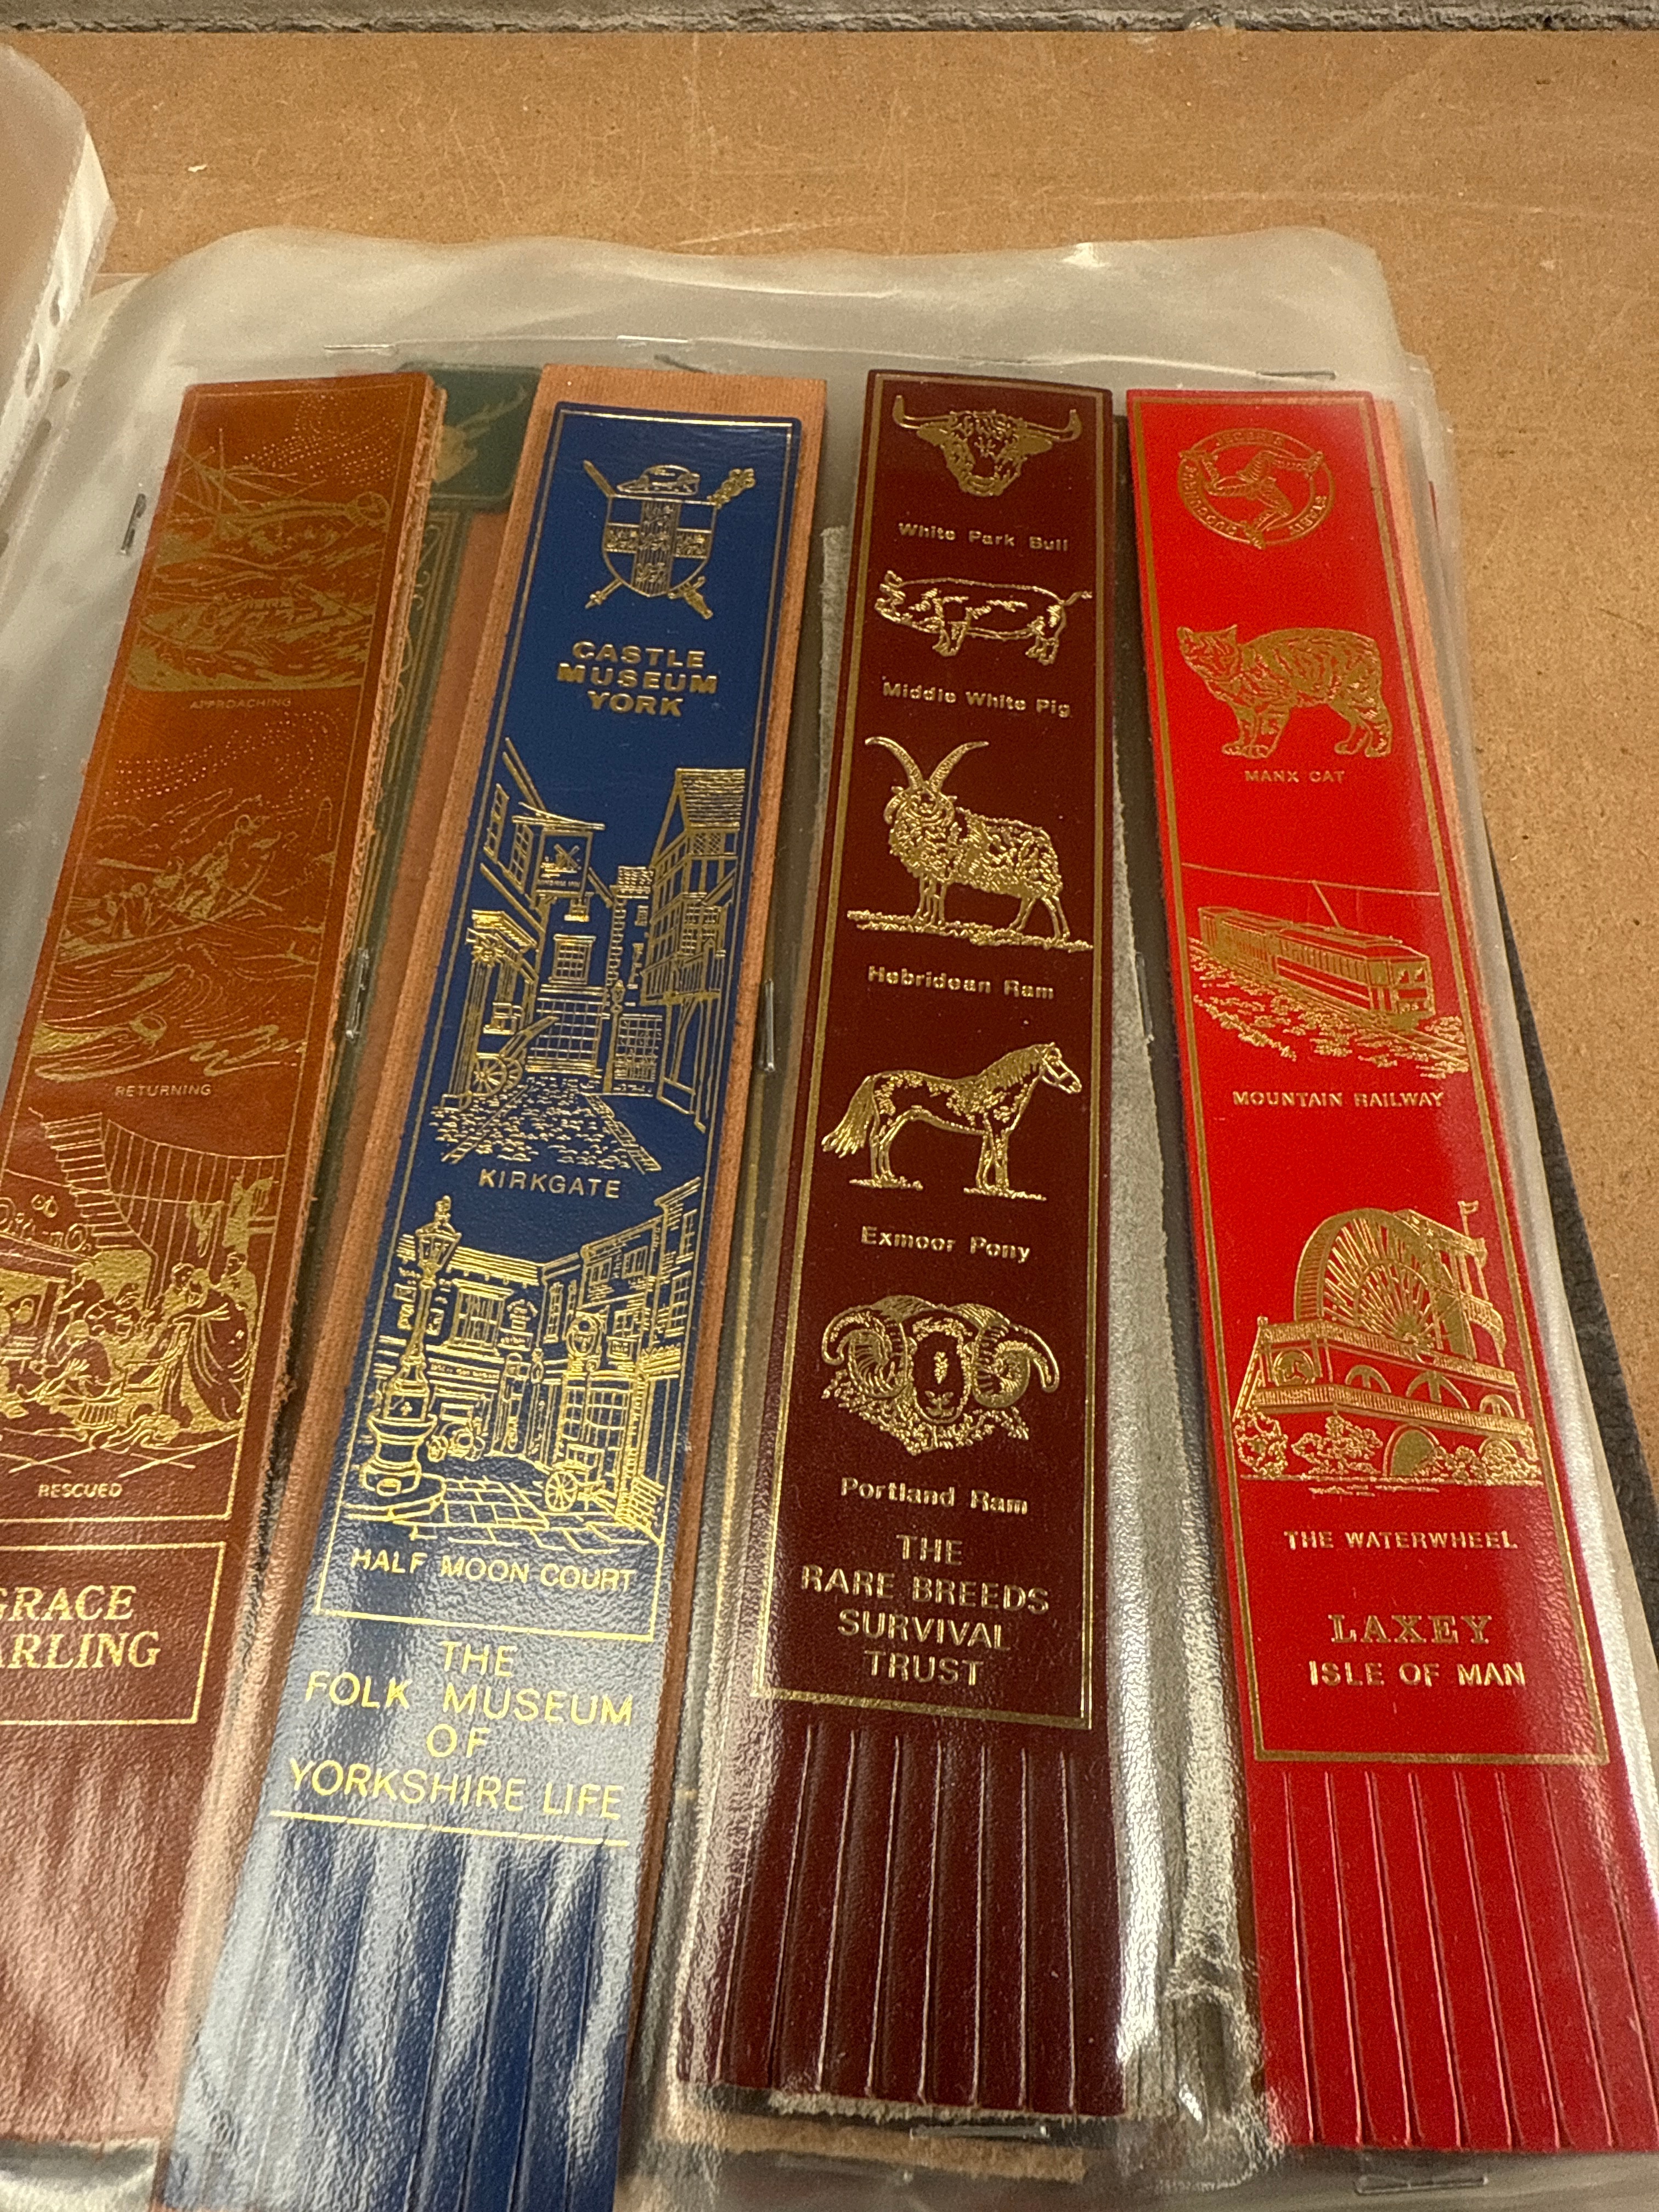 APPROACHING
RETURNING
RESCUED
GRACE
ARLING
CASTLE
MUSEUM
YORK
KIRKGATE
HALF MOON COURT
THE
FOLK MUSEUM
OF
YORKSHIRE LIFE
White Park Bull
Middle White Pig
Hebridean Ram
Exmoor Pony
Portland Ram
THE
RARE BREEDS
SURVIVAL
TRUST
MANX CAT
MOUNTAIN RAILWAY
THE WATERWHEEL
LAXEY
ISLE OF MAN